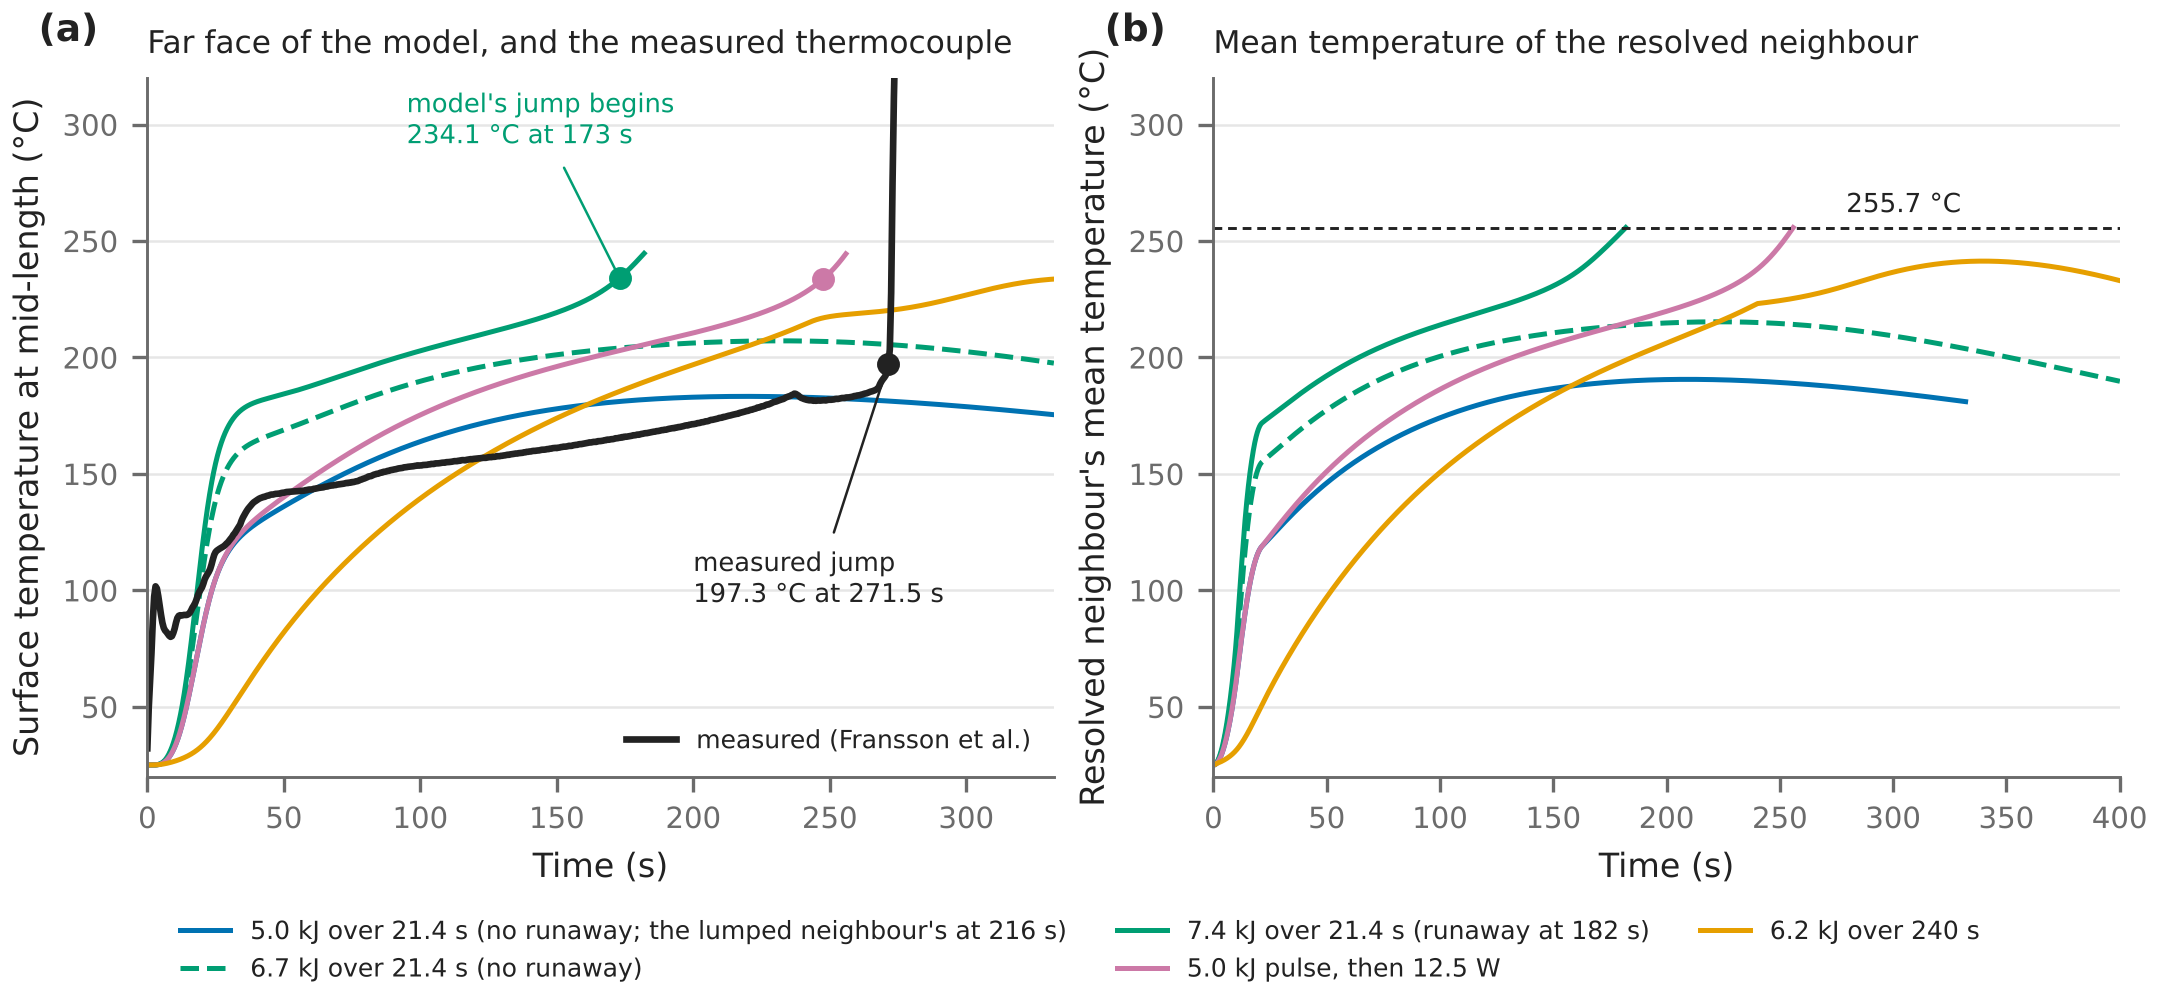 (a)
Far face of the model, and the measured thermocouple
Surface temperature at mid-length (°C)
300
250
200
150
100
50
model's jump begins
234.1 °C at 173 s
measured jump
197.3 °C at 271.5 s
measured (Fransson et al.)
0 50 100 150 200 250 300
Time (s)
(b)
Mean temperature of the resolved neighbour
Resolved neighbour's mean temperature (°C)
300
250
200
150
100
50
255.7 °C
0 50 100 150 200 250 300 350 400
Time (s)
5.0 kJ over 21.4 s (no runaway; the lumped neighbour's at 216 s)
6.7 kJ over 21.4 s (no runaway)
7.4 kJ over 21.4 s (runaway at 182 s)
5.0 kJ pulse, then 12.5 W
6.2 kJ over 240 s